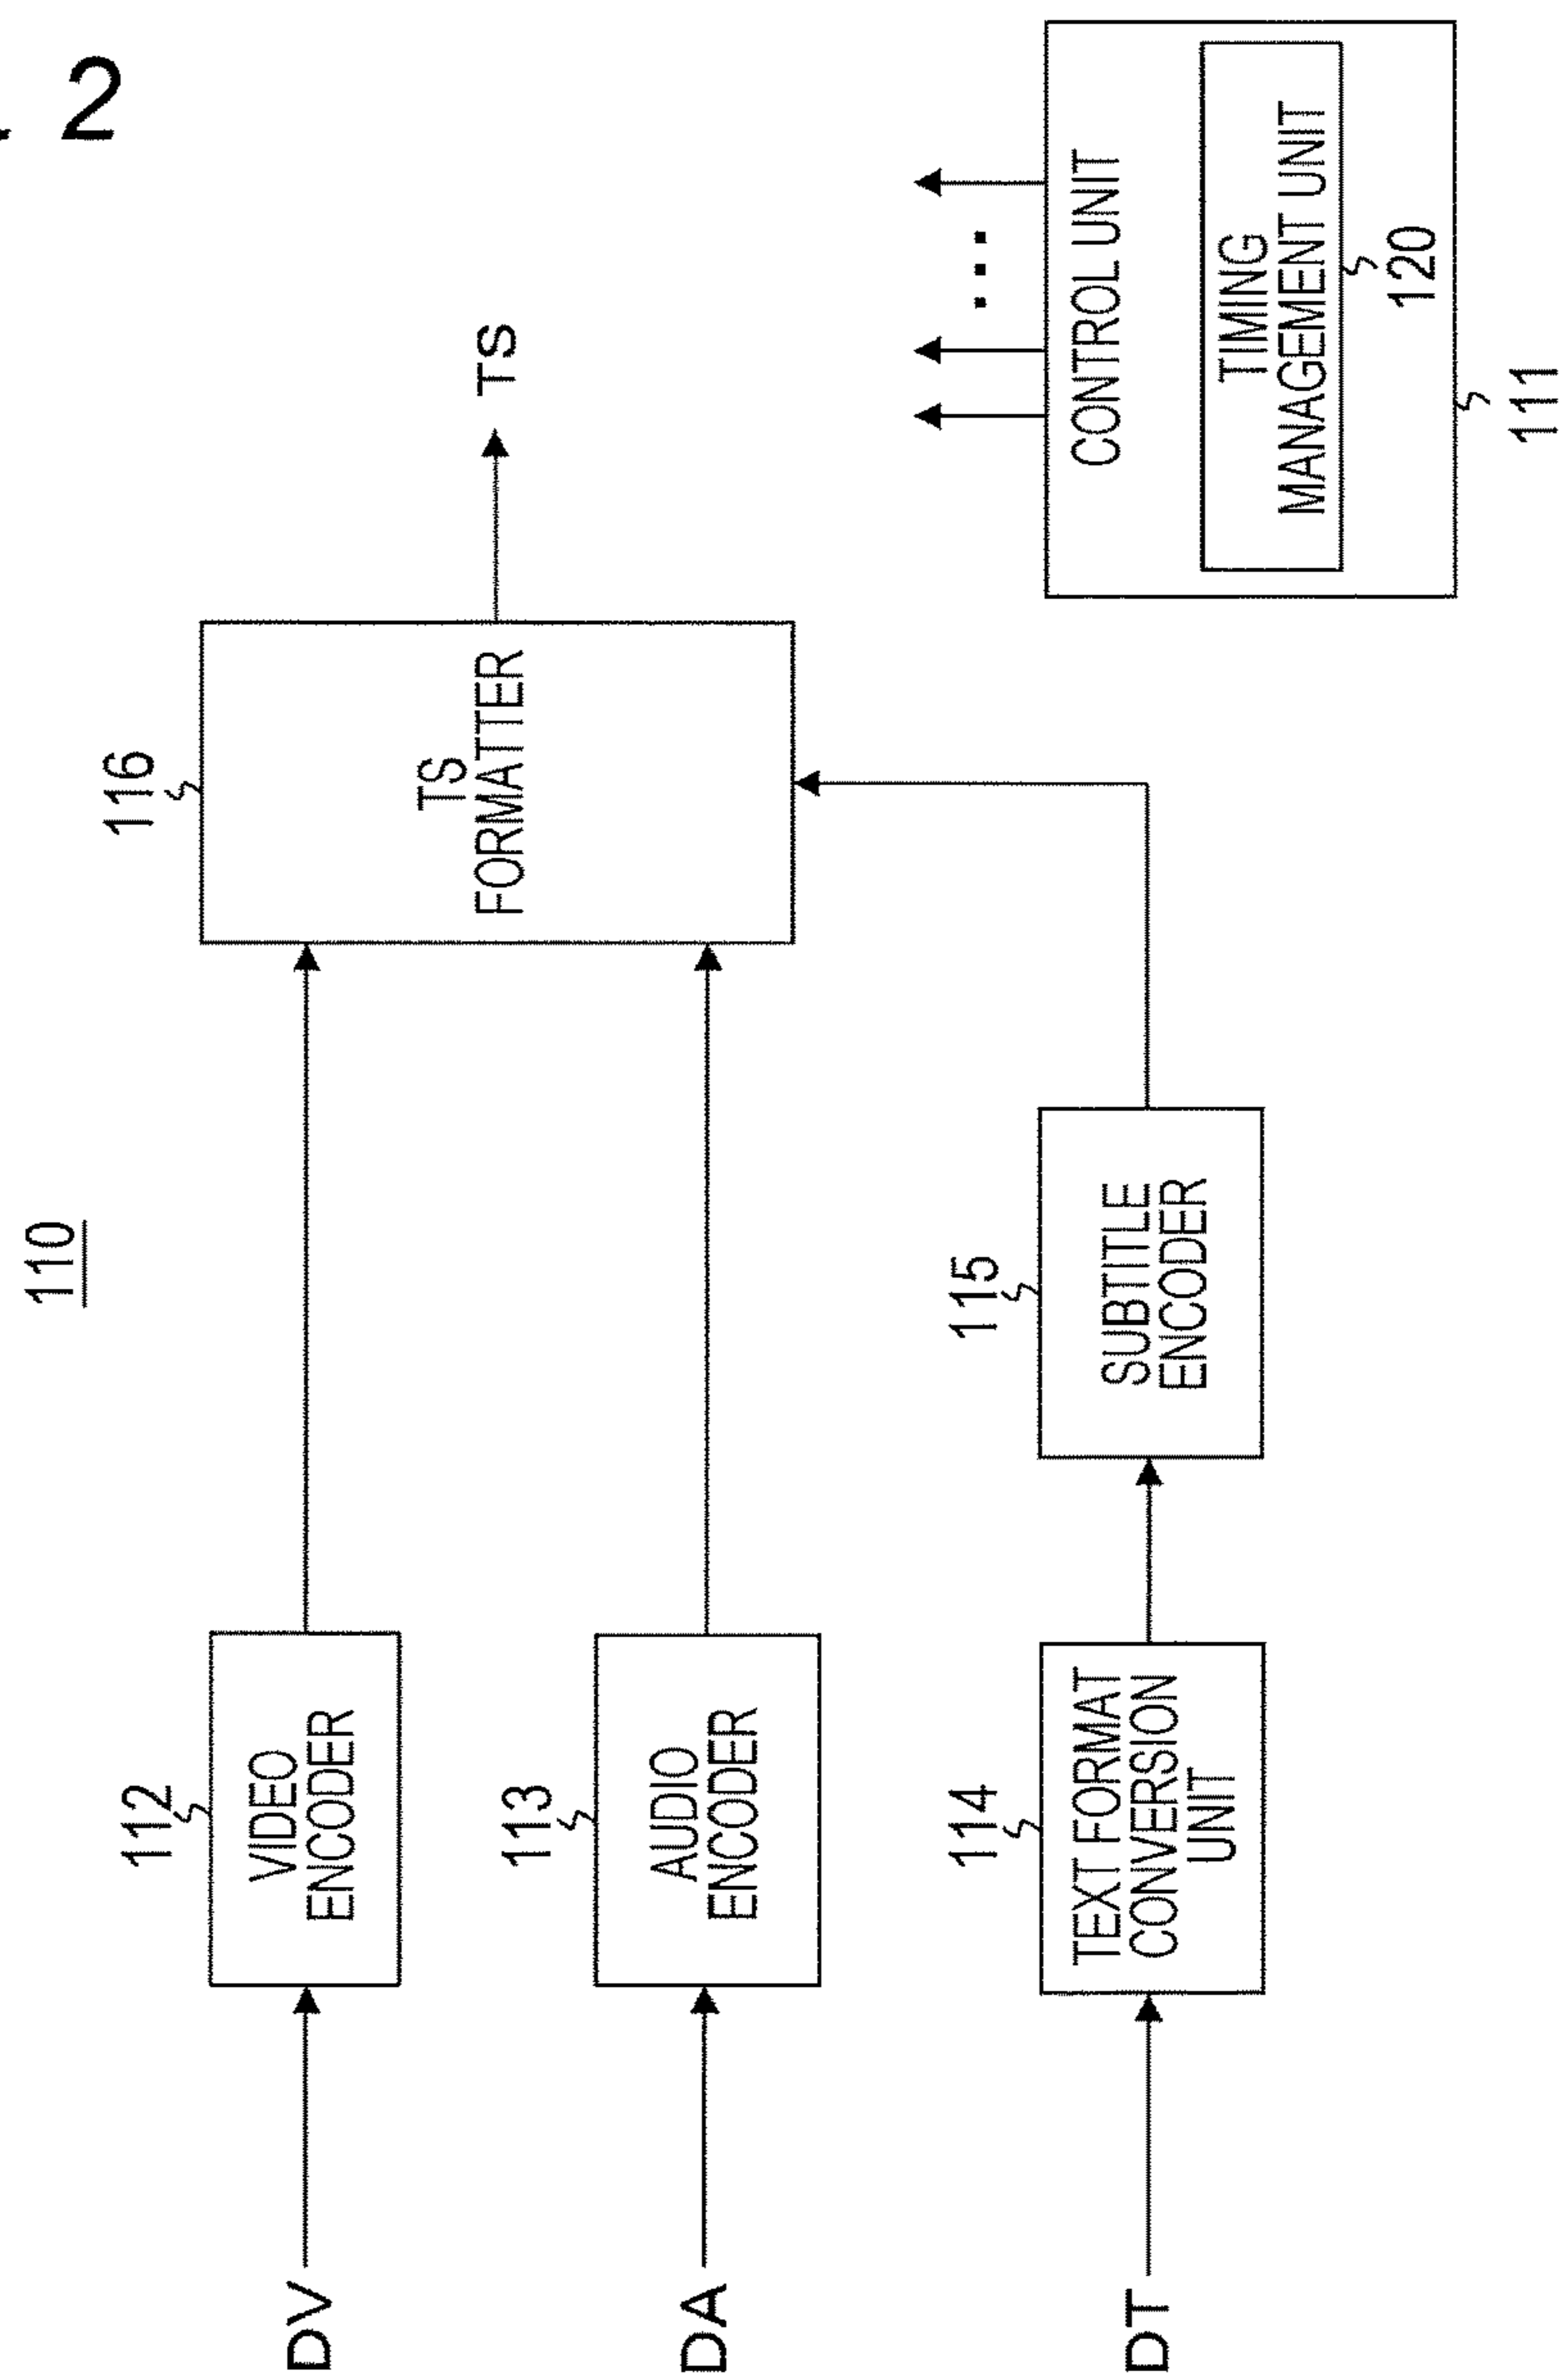 2
110
116
TS
FORMATTER
TS
DV
112
VIDEO
ENCODER
DA
113
AUDIO
ENCODER
DT
114
TEXT FORMAT
CONVERSION
UNIT
115
SUBTITLE
ENCODER
CONTROL UNIT
TIMING
MANAGEMENT UNIT
120
111